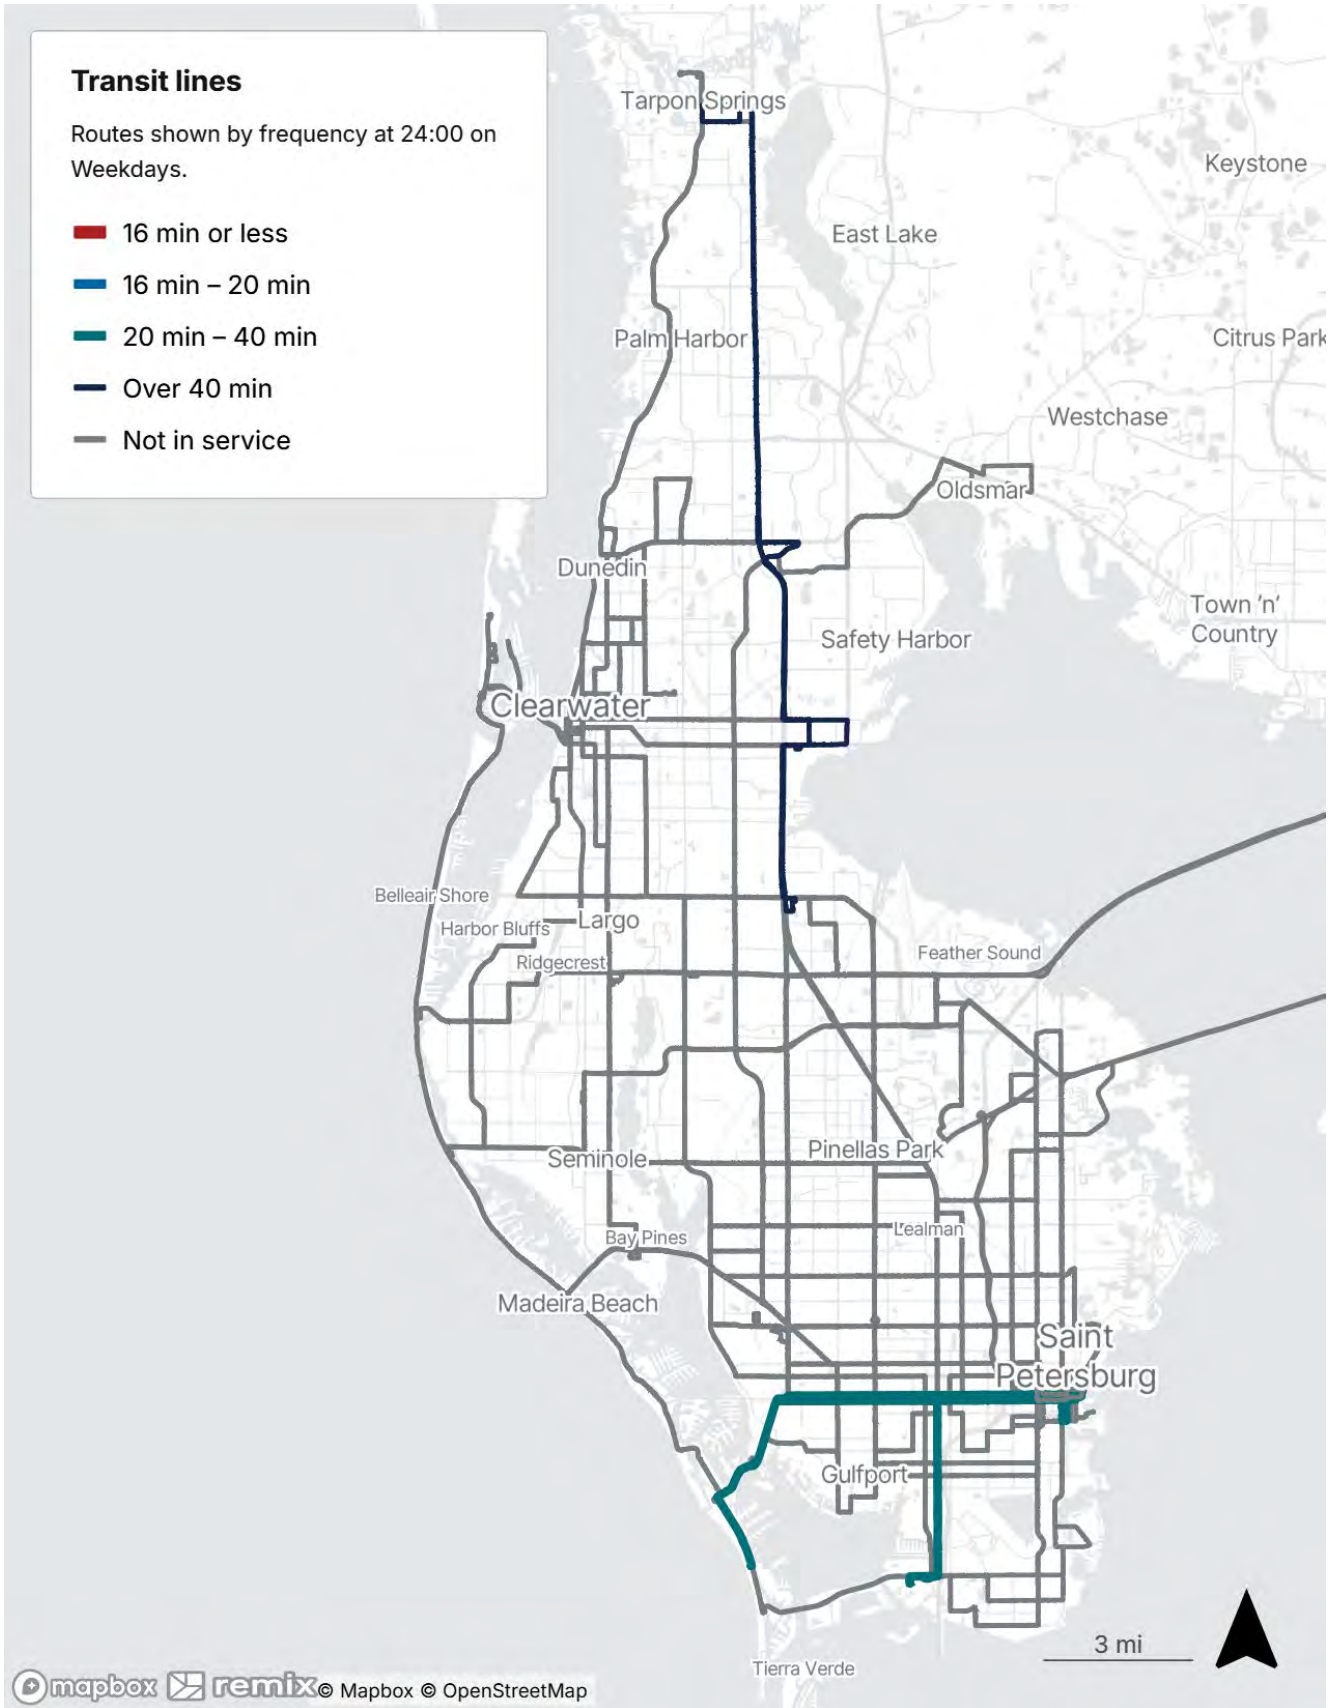 Transit lines
Routes shown by frequency at 24:00 on
Weekdays.
16 min or less
16 min – 20 min
20 min – 40 min
Over 40 min
Not in service
Tarpon Springs
Keystone
East Lake
Palm Harbor
Citrus Park
Westchase
Oldsmar
Dunedin
Town 'n'
Country
Safety Harbor
Clearwater
Belleair Shore
Largo
Harbor Bluffs
Ridgecrest
Feather Sound
Pinellas Park
Seminole
Lealman
Bay Pines
Madeira Beach
Saint
Petersburg
Gulfport
3 mi
Tierra Verde
mapbox remix © Mapbox © OpenStreetMap